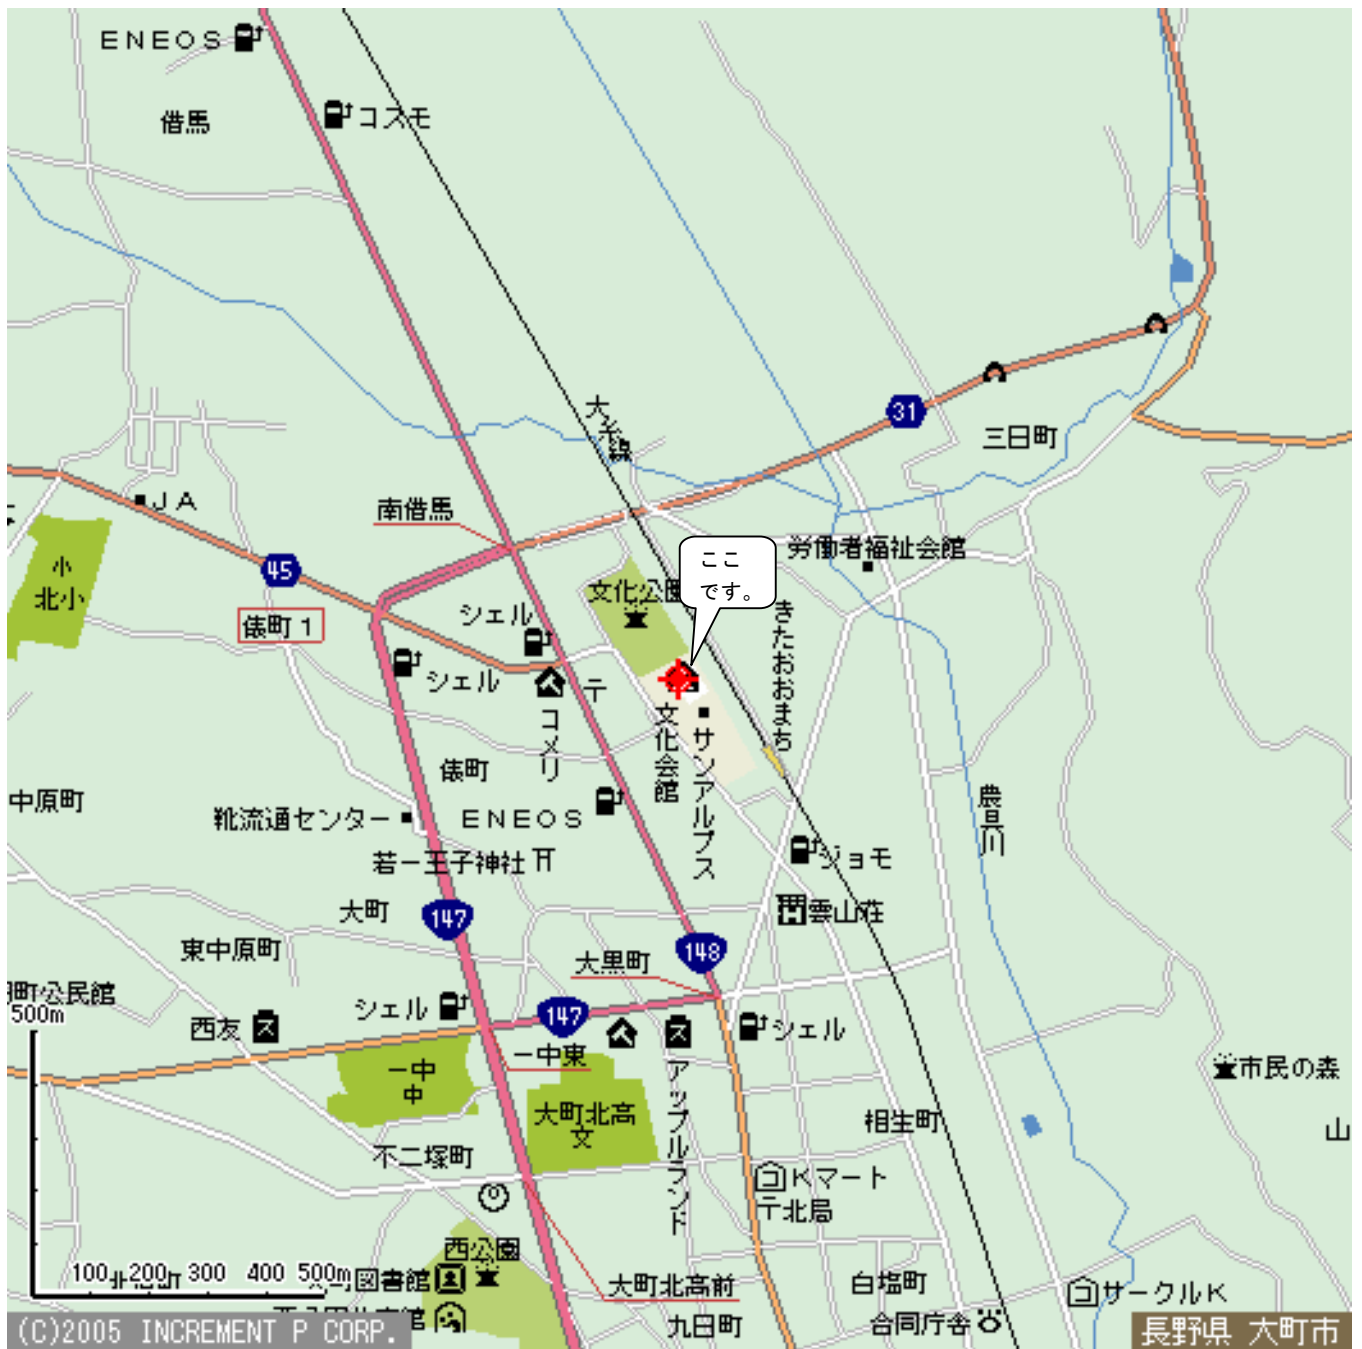 ENEOS
コスモ
借馬
大糸線
31
三日町
JA
南借馬
ここ
です。
労働者福祉会館
小
北小
45
文化公園
シェル
俵町1
シェル
きたおおまち
コメリ
文化会館
サンアルプス
俵町
中原町
靴流通センター
ENEOS
農具川
若一王子神社
ジョモ
大町
147
雲山荘
東中原町
148
大黒町
町公民館
500m
シェル
西友
147
シェル
一中東
アップルランド
市民の森
一中
中
大町北高
文
相生町
山
不二塚町
Kマート
北局
西公園
100 200 300 400 500m
図書館
大町北高前
白塩町
サークルK
館
九日町
合同庁舎
(C)2005 INCREMENT P CORP.
長野県 大町市